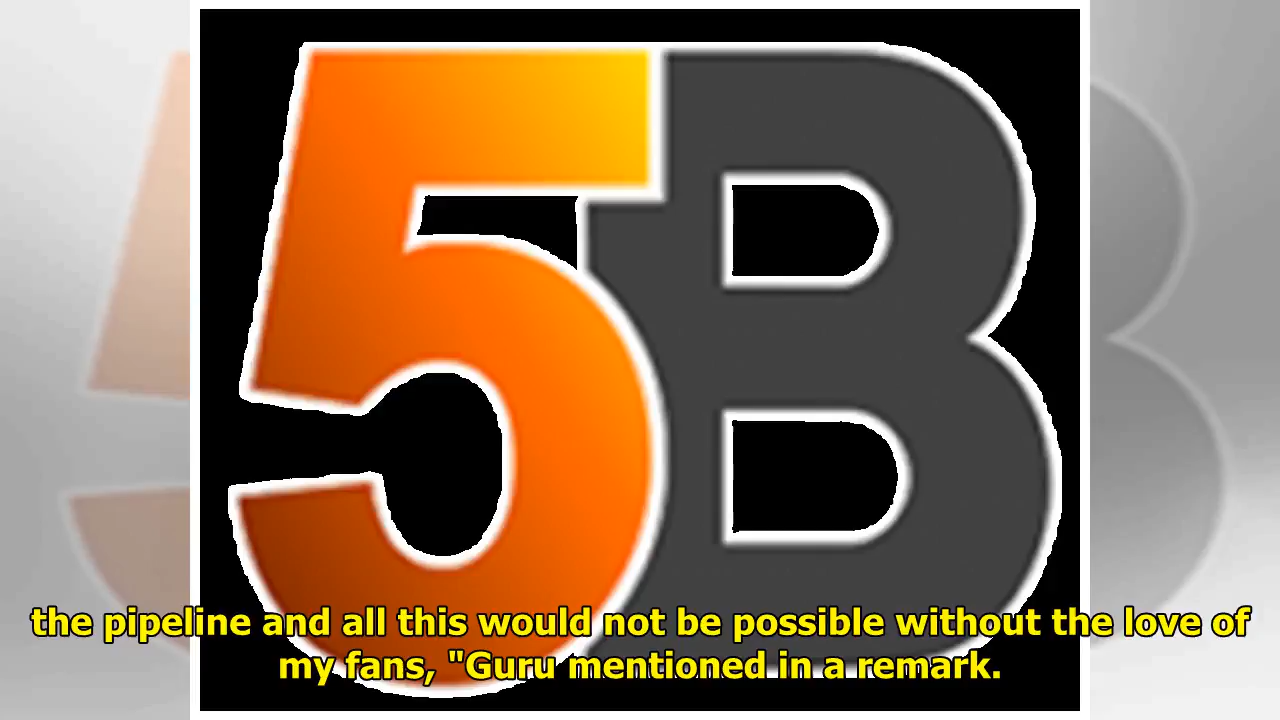 5B
the pipeline and all this would not be possible without the love of
my fans, "Guru mentioned in a remark.